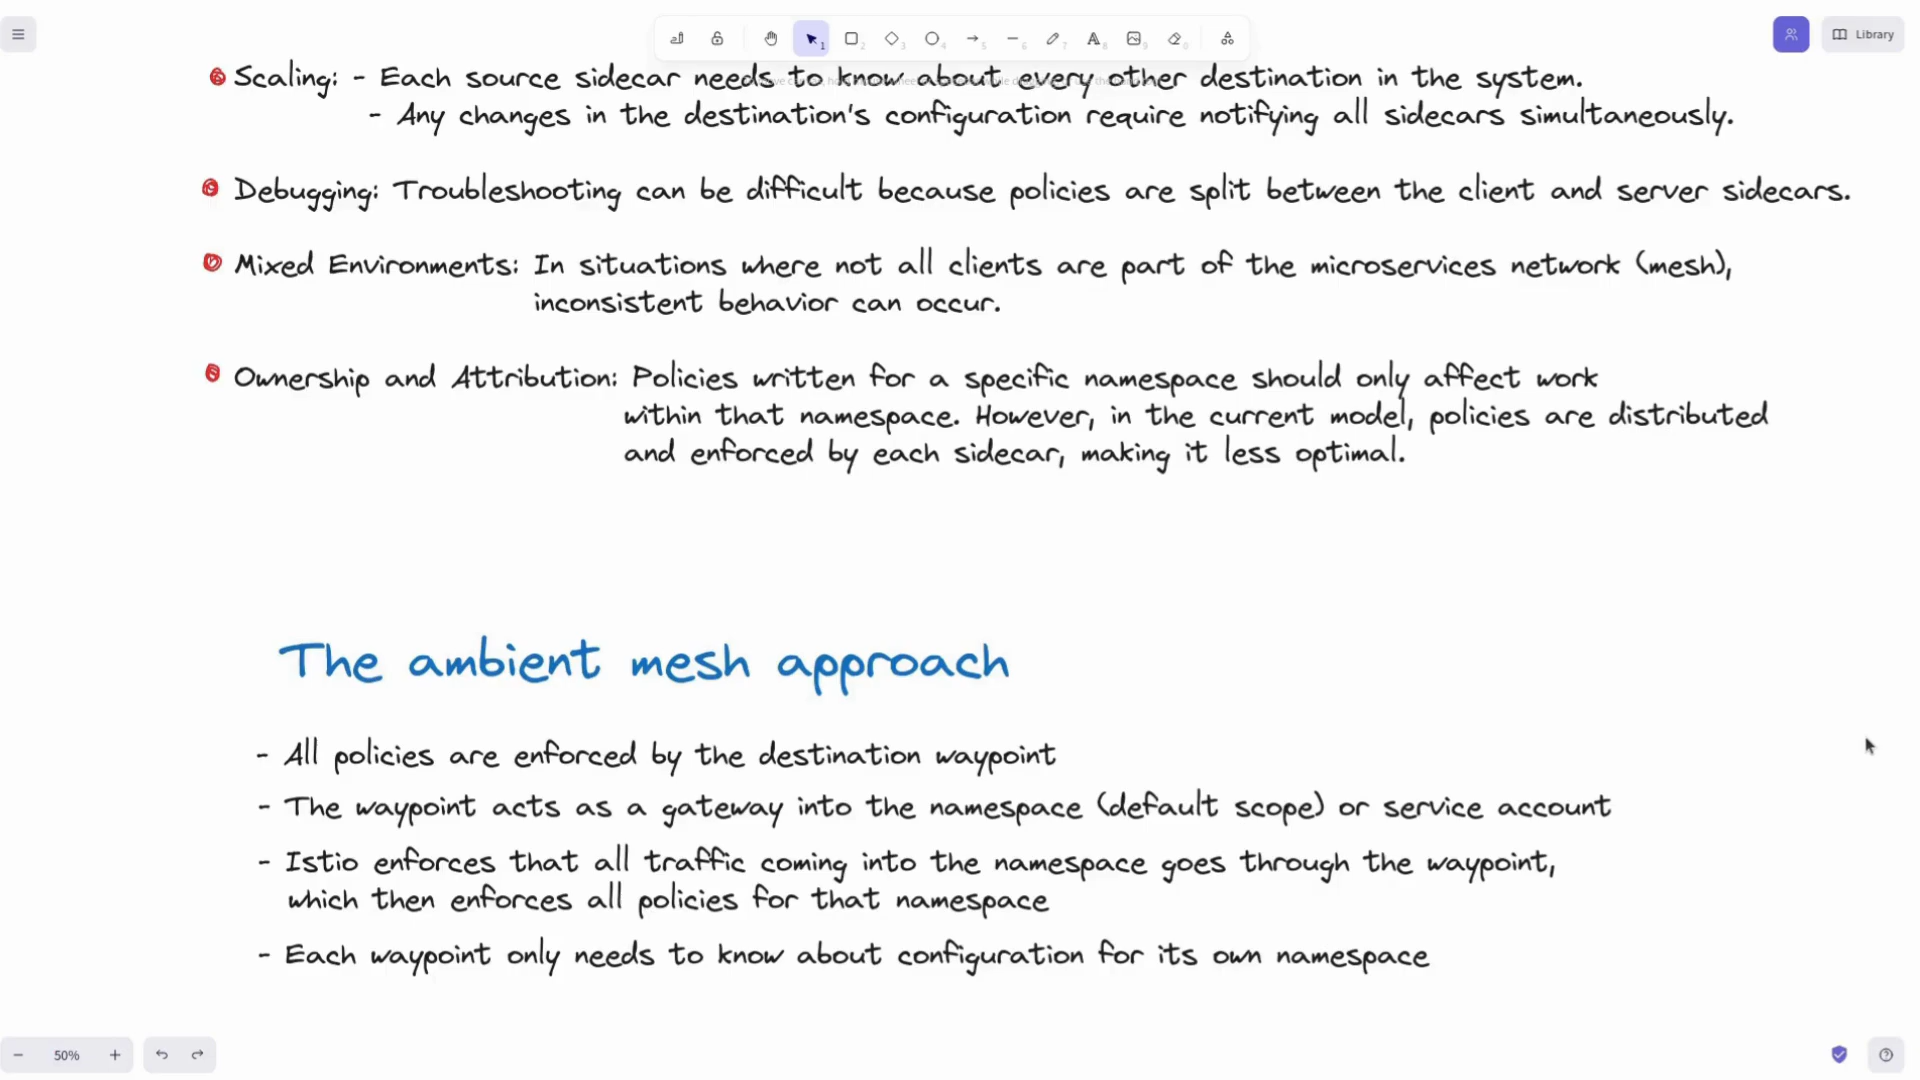 Library
Scaling: - Each source sidecar needs to know about every other destination in the system.
- Any changes in the destination's configuration require notifying all sidecars simultaneously.
Debugging: Troubleshooting can be difficult because policies are split between the client and server sidecars.
Mixed Environments: In situations where not all clients are part of the microservices network (mesh),
inconsistent behavior can occur.
Ownership and Attribution: Policies written for a specific namespace should only affect work
within that namespace. However, in the current model, policies are distributed
and enforced by each sidecar, making it less optimal.
The ambient mesh approach
- All policies are enforced by the destination waypoint
- The waypoint acts as a gateway into the namespace (default scope) or service account
- Istio enforces that all traffic coming into the namespace goes through the waypoint,
which then enforces all policies for that namespace
- Each waypoint only needs to know about configuration for its own namespace
50%